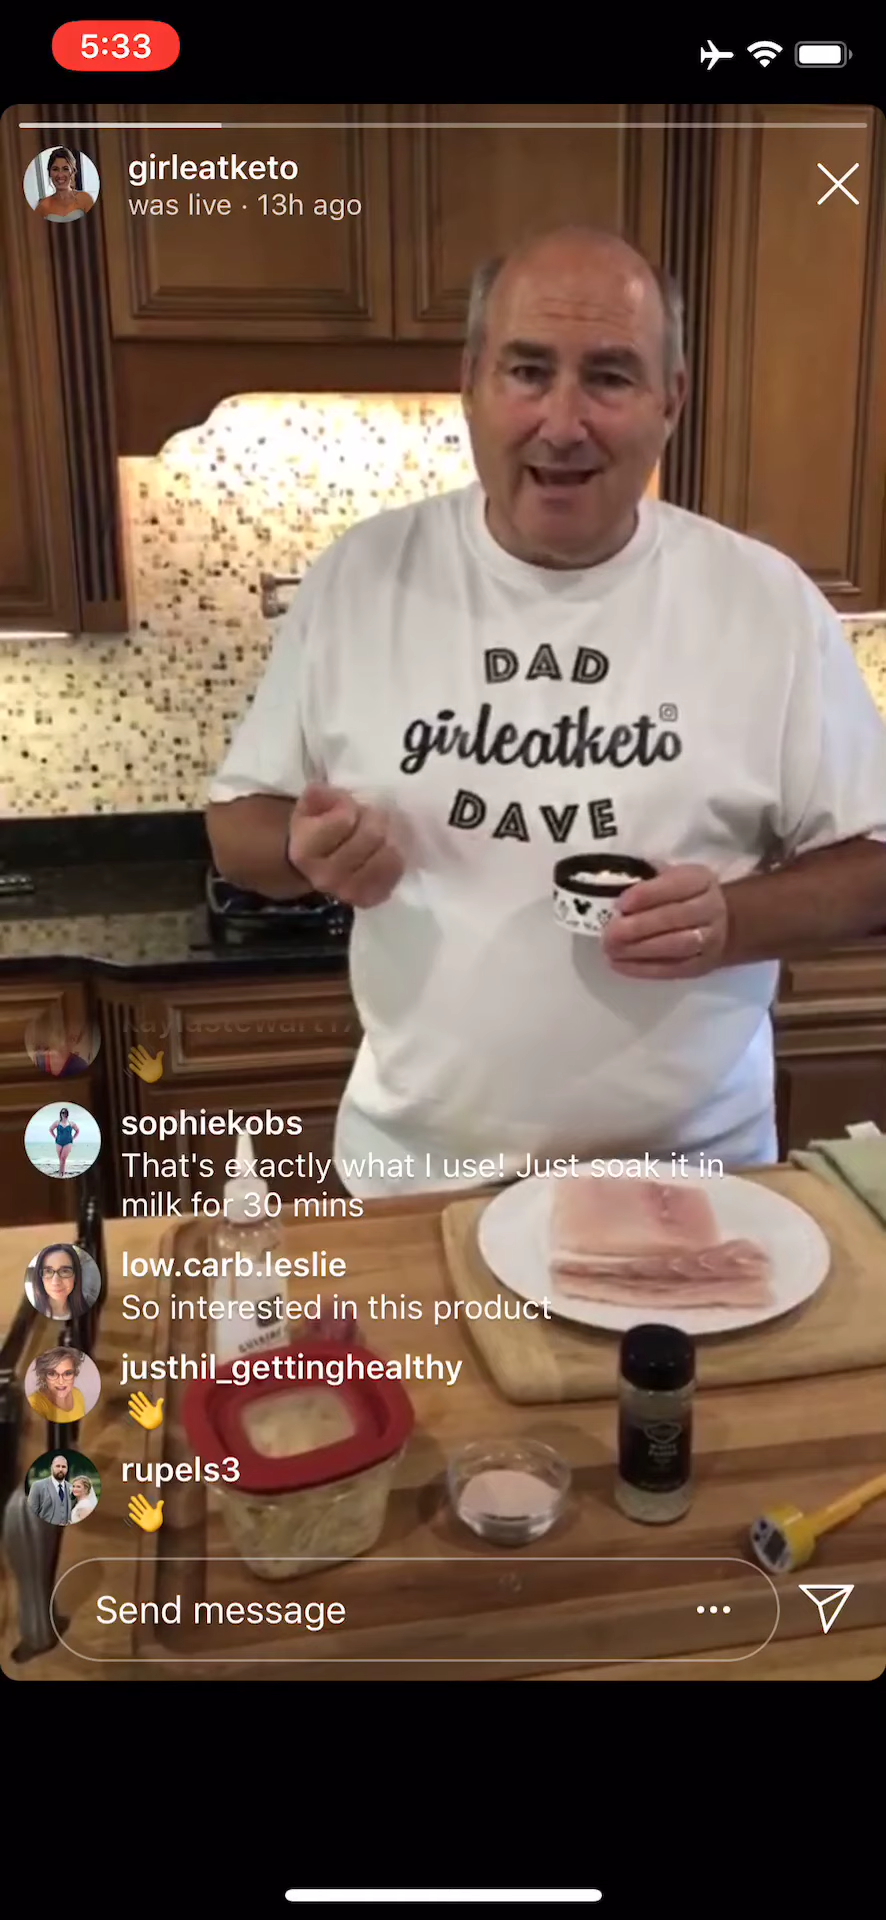 5:33
girleatketo
was live · 13h ago
DAD
girleatketo
DAVE
kaylastewart17
👋
sophiekobs
That's exactly what I use! Just soak it in
milk for 30 mins
low.carb.leslie
So interested in this product
justhil_gettinghealthy
👋
rupels3
👋
Send message